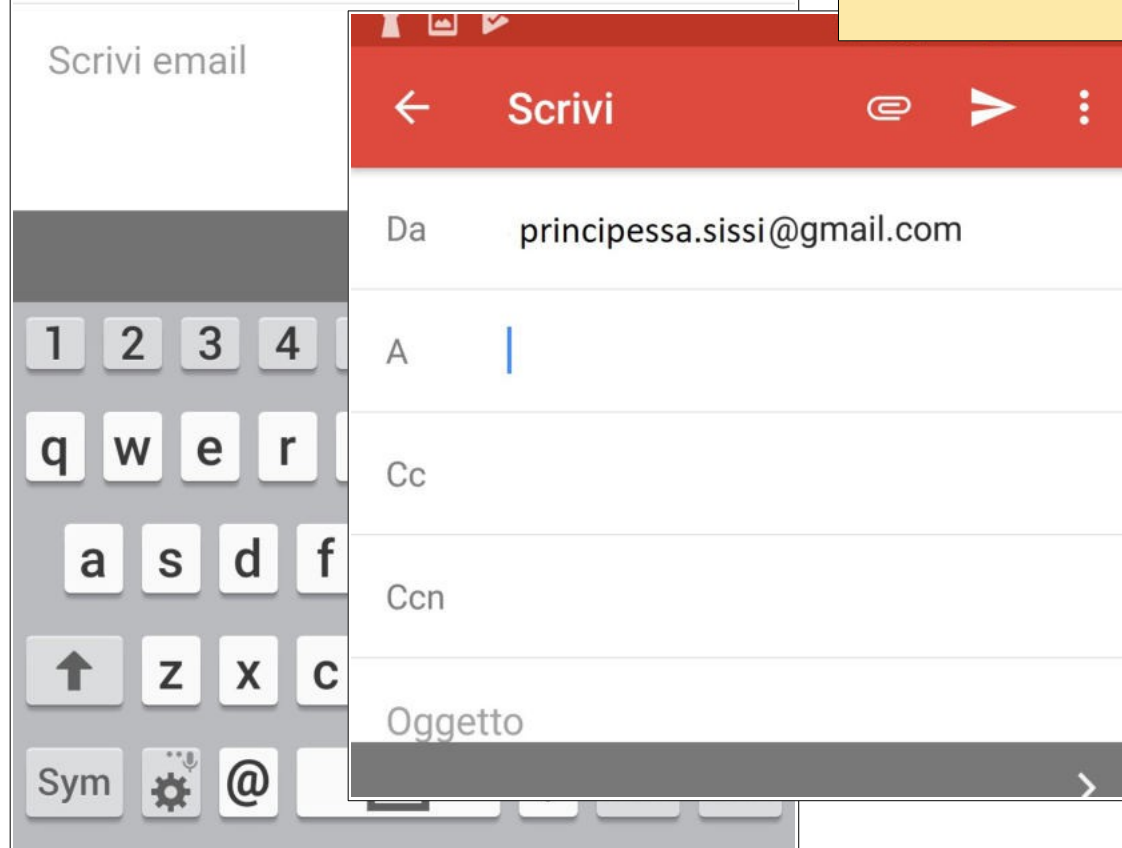 Scrivi email
1 2 3 4
q w e r
a s d f
z x c
Sym @
Scrivi
Da principessa.sissi@gmail.com
A
Cc
Ccn
Oggetto